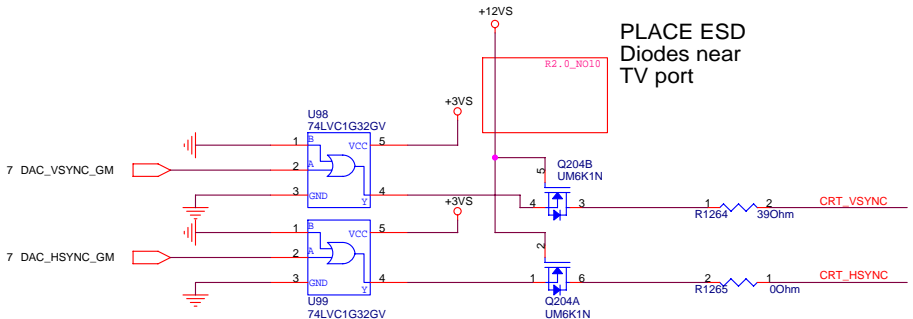 +12VS
PLACE ESD
Diodes near
TV port
R2.0_NO10
+3VS
U98
74LVC1G32GV
1 B VCC 5
7 DAC_VSYNC_GM 2 A
3 GND Y 4
Q204B
UM6K1N
5
4 3
1 2 CRT_VSYNC
R1264 39Ohm
+3VS
1 B VCC 5
7 DAC_HSYNC_GM 2 A
3 GND Y 4
U99
74LVC1G32GV
2
1 6
Q204A
UM6K1N
2 1 CRT_HSYNC
R1265 0Ohm